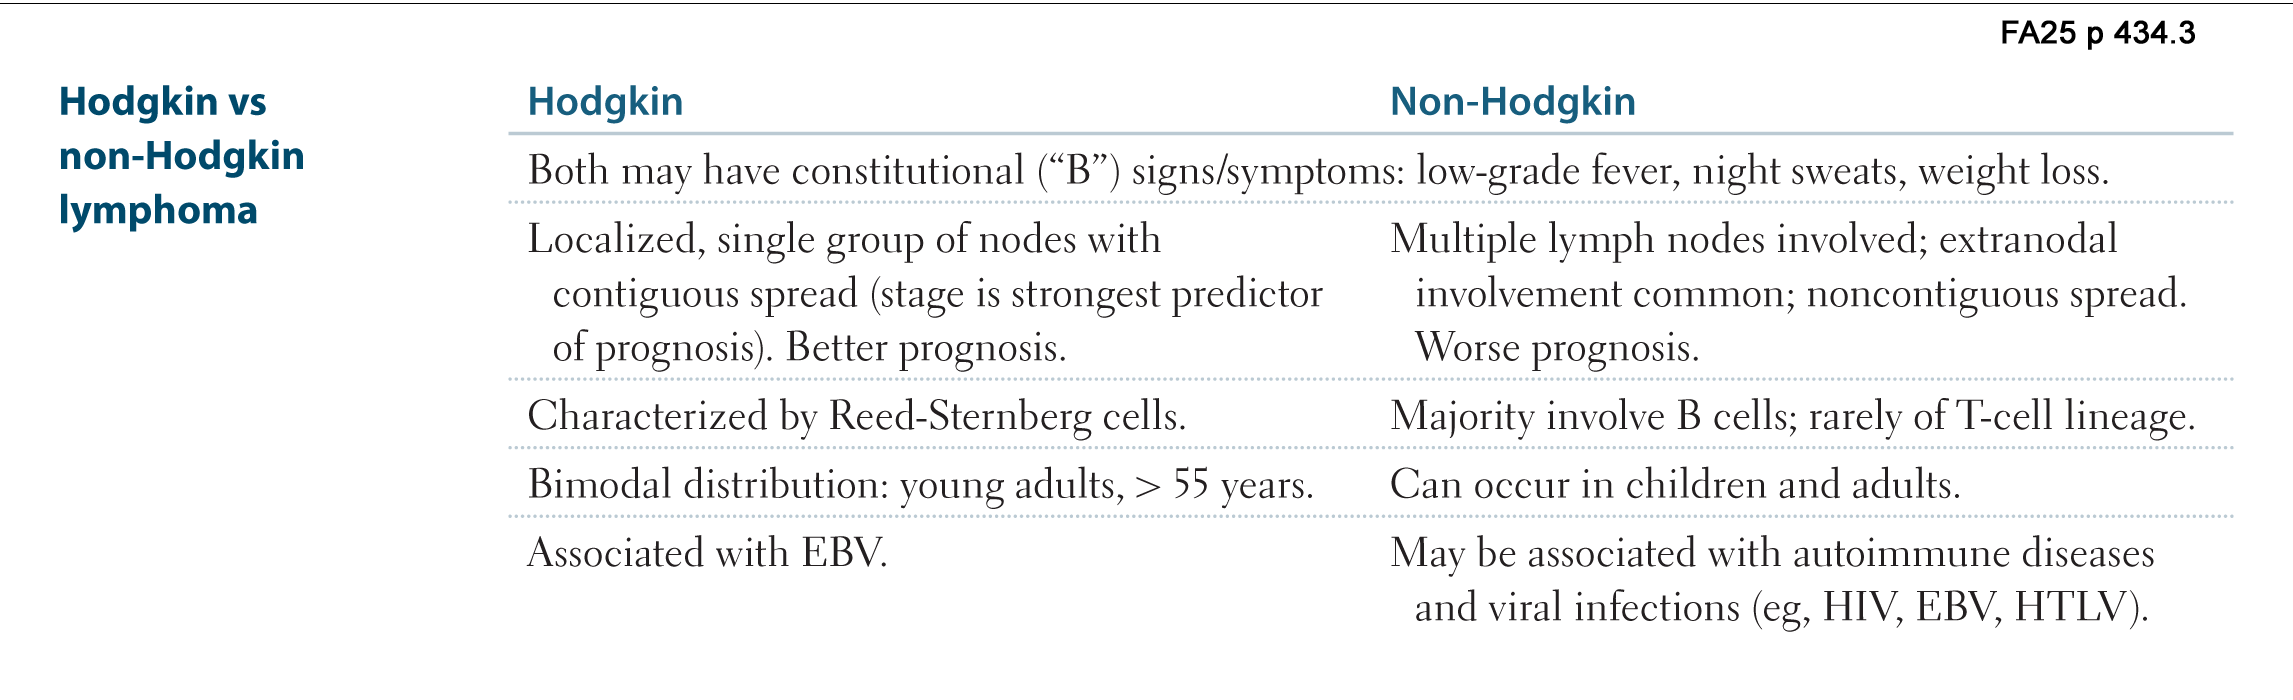 FA25 p 434.3
Hodgkin vs
non-Hodgkin
lymphoma
Hodgkin
Non-Hodgkin
Both may have constitutional (“B”) signs/symptoms: low-grade fever, night sweats, weight loss.
Localized, single group of nodes with
contiguous spread (stage is strongest predictor
of prognosis). Better prognosis.
Multiple lymph nodes involved; extranodal
involvement common; noncontiguous spread.
Worse prognosis.
Characterized by Reed-Sternberg cells.
Majority involve B cells; rarely of T-cell lineage.
Bimodal distribution: young adults, > 55 years.
Can occur in children and adults.
Associated with EBV.
May be associated with autoimmune diseases
and viral infections (eg, HIV, EBV, HTLV).